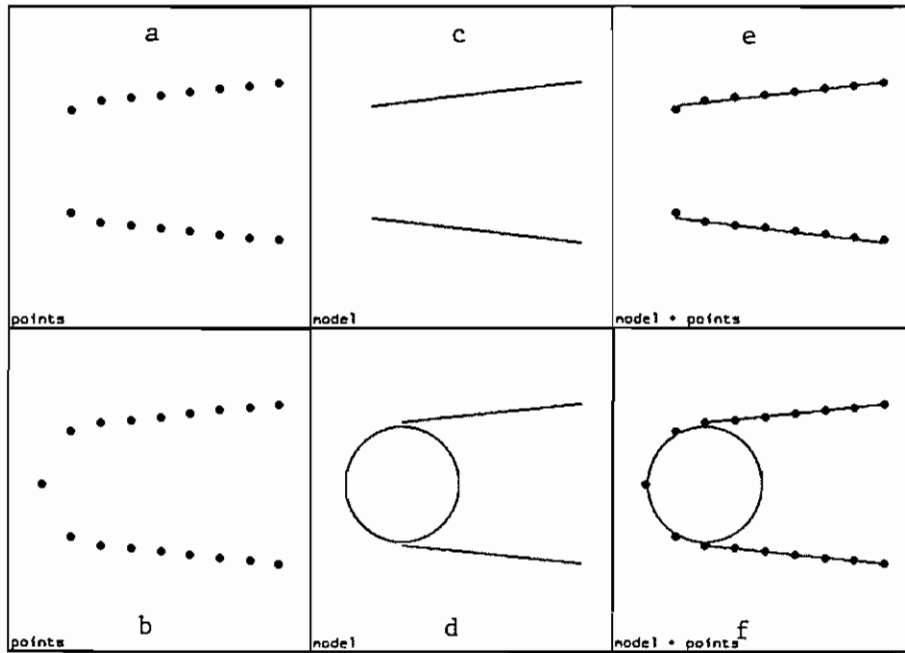 a
c
e
points
model
model + points
points
b
model
d
model + points
f